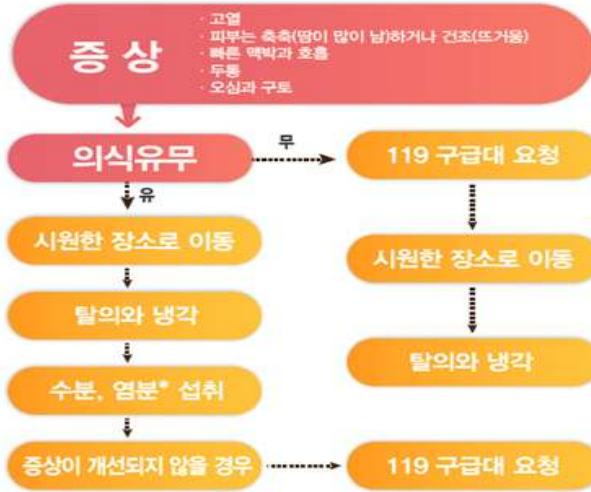 증 상
· 고열
· 피부는 축축(땀이 많이 남)하거나 건조(뜨거움)
· 빠른 맥박과 호흡
· 두통
· 오심과 구토
의식유무
무
119 구급대 요청
유
시원한 장소로 이동
시원한 장소로 이동
탈의와 냉각
탈의와 냉각
수분, 염분* 섭취
증상이 개선되지 않을 경우
119 구급대 요청